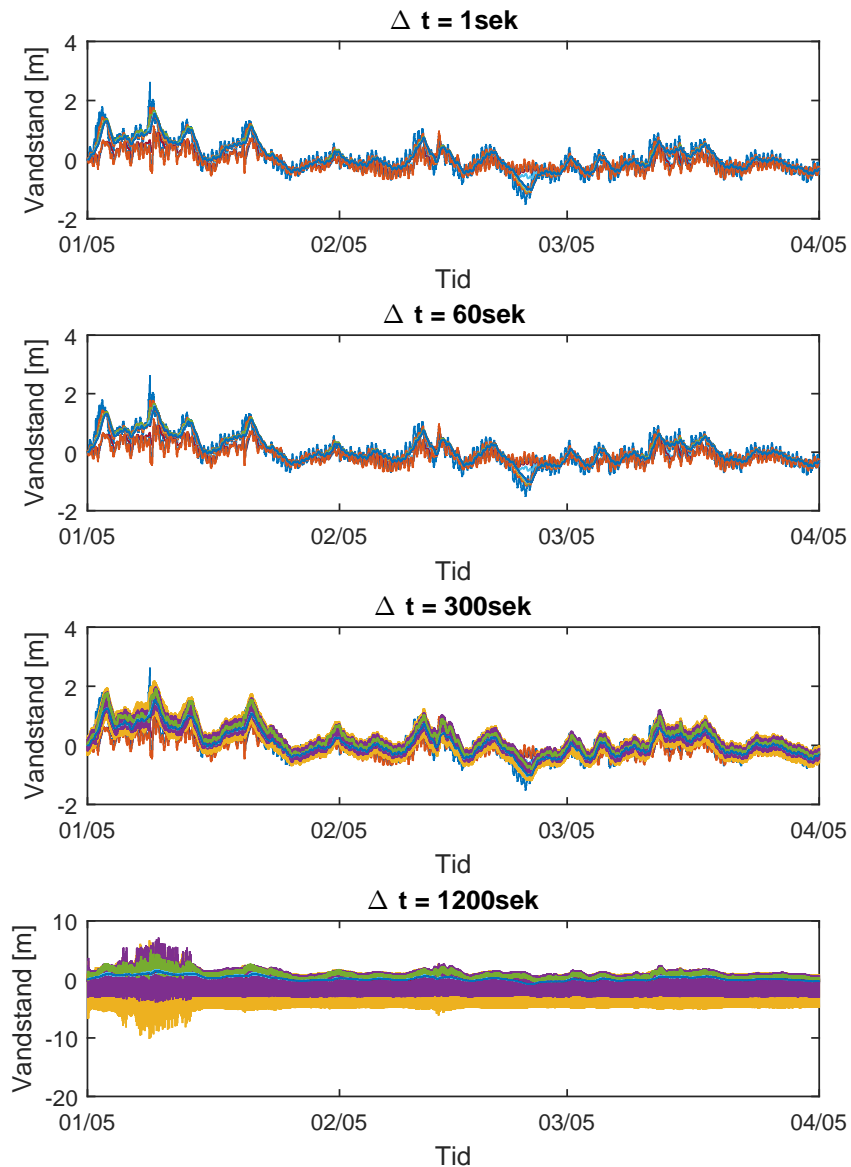 Δ t = 1sek
Vandstand [m]
4
2
0
-2
01/05 02/05 03/05 04/05
Tid
Δ t = 60sek
Vandstand [m]
4
2
0
-2
01/05 02/05 03/05 04/05
Tid
Δ t = 300sek
Vandstand [m]
4
2
0
-2
01/05 02/05 03/05 04/05
Tid
Δ t = 1200sek
Vandstand [m]
10
0
-10
-20
01/05 02/05 03/05 04/05
Tid